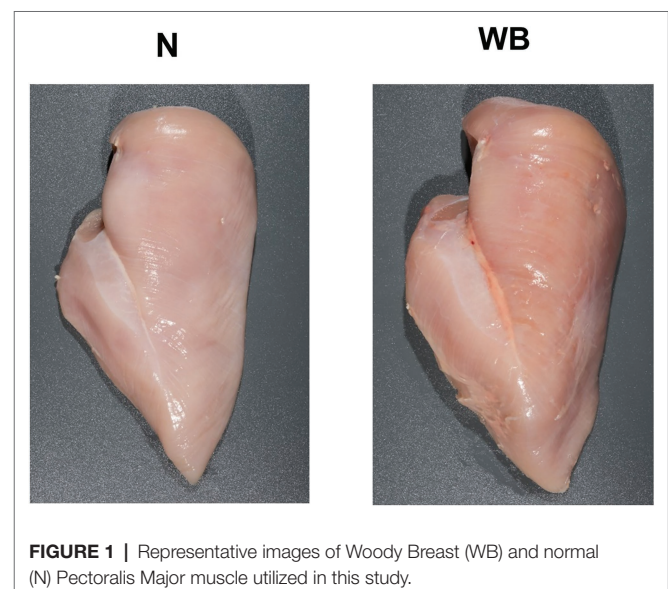 N
WB
FIGURE 1 | Representative images of Woody Breast (WB) and normal
(N) Pectoralis Major muscle utilized in this study.